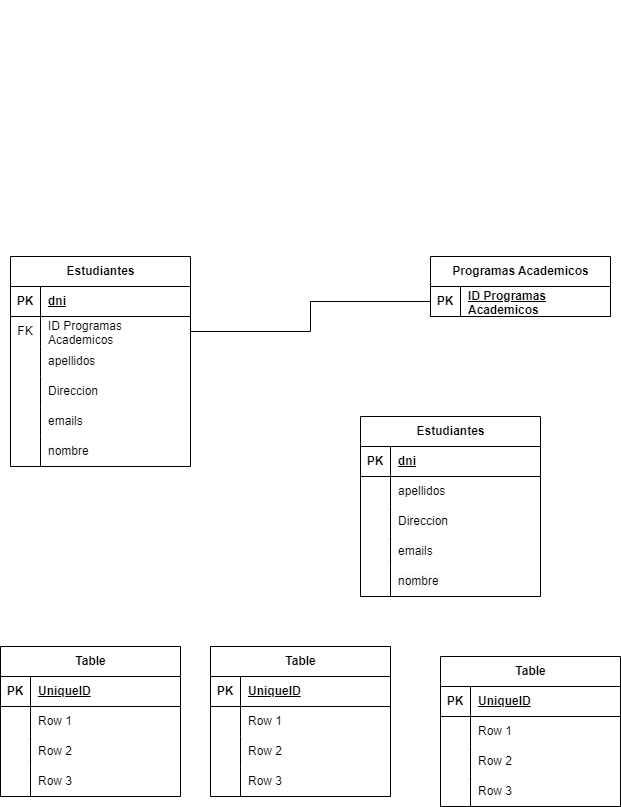 Estudiantes
PK dni
FK ID Programas
Academicos
apellidos
Direccion
emails
nombre
Programas Academicos
PK ID Programas
Academicos
Estudiantes
PK dni
apellidos
Direccion
emails
nombre
Table
PK UniqueID
Row 1
Row 2
Row 3
Table
PK UniqueID
Row 1
Row 2
Row 3
Table
PK UniqueID
Row 1
Row 2
Row 3